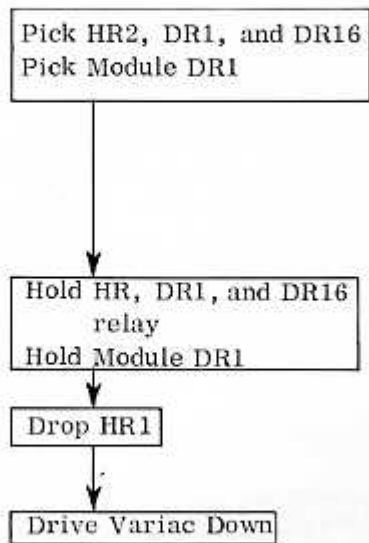 Pick HR2, DR1, and DR16
Pick Module DR1
Hold HR, DR1, and DR16
relay
Hold Module DR1
Drop HR1
Drive Variac Down